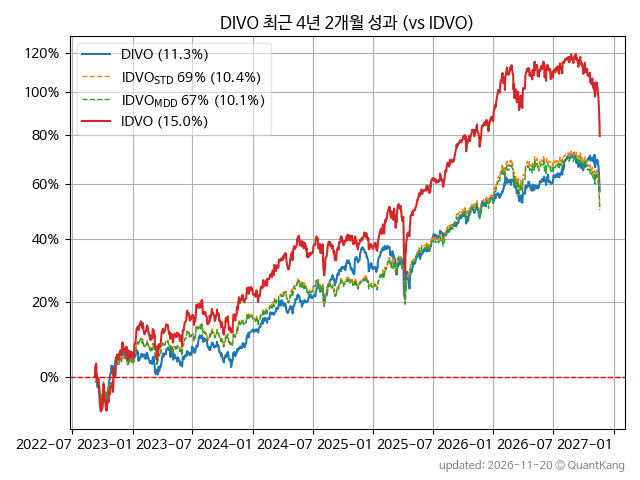 DIVO 최근 4년 2개월 성과 (vs IDVO)
DIVO (11.3%)
IDVO_STD 69% (10.4%)
IDVO_MDD 67% (10.1%)
IDVO (15.0%)
120%
100%
80%
60%
40%
20%
0%
2022-07 2023-01 2023-07 2024-01 2024-07 2025-01 2025-07 2026-01 2026-07 2027-01
updated: 2026-11-20 © QuantKang